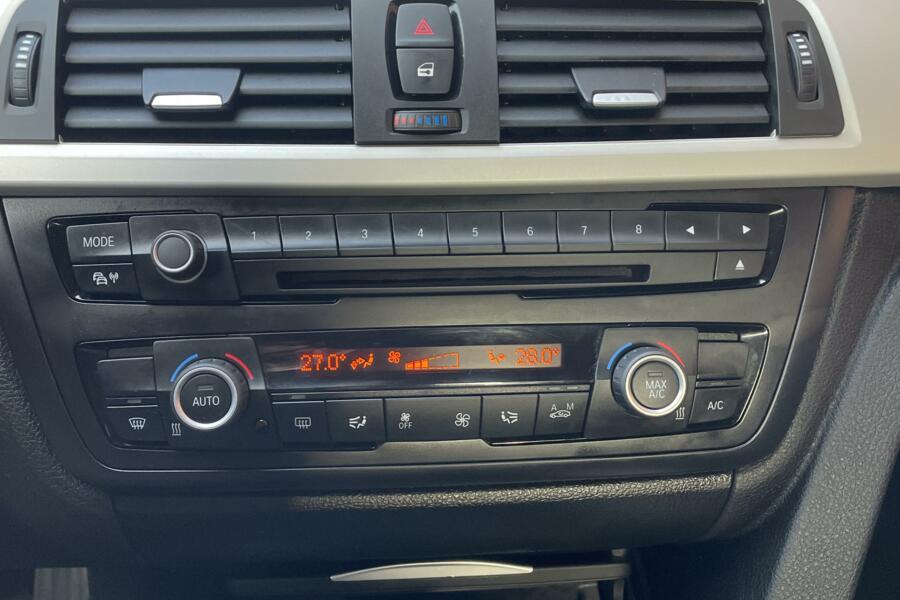 MODE
1 2 3 4 5 6 7 8
27.0° 28.0°
AUTO
OFF
A M
MAX
A/C
A/C